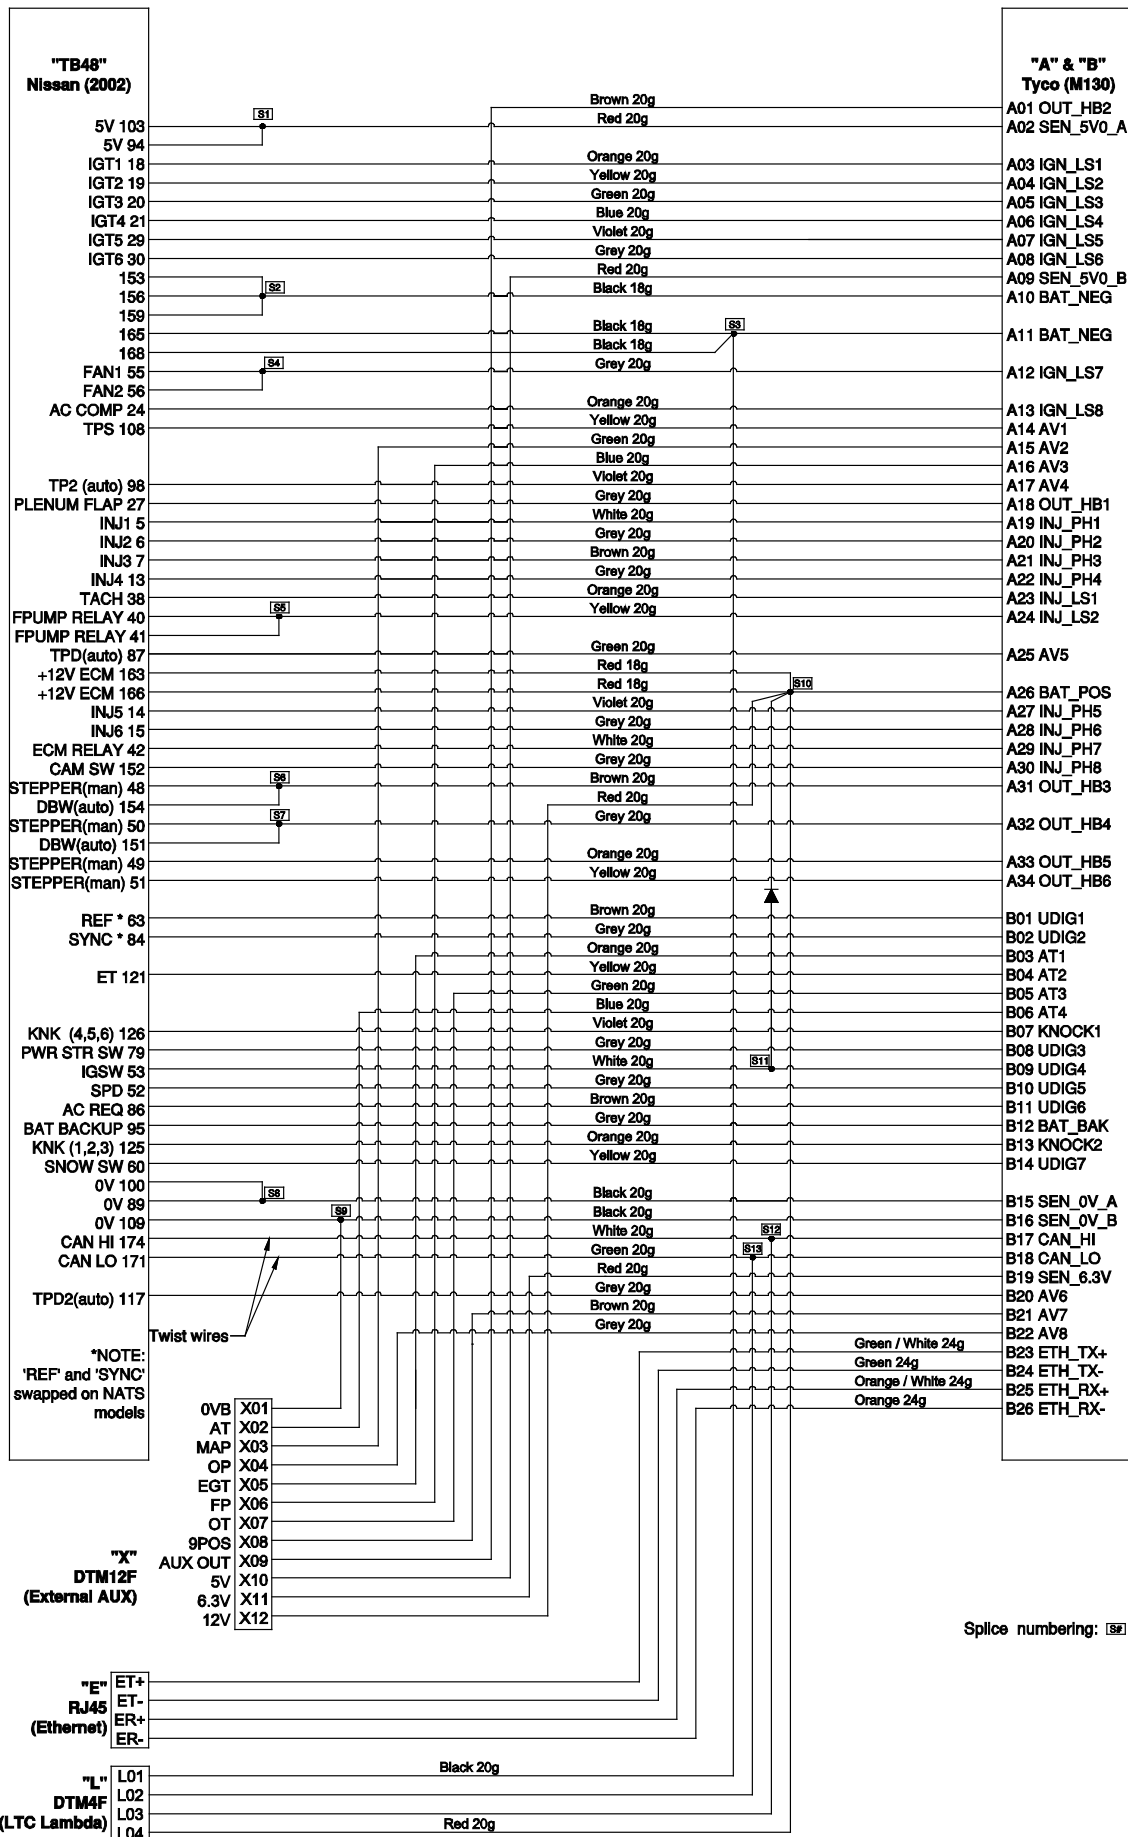 "TB48"
Nissan (2002)
"A" & "B"
Tyco (M130)
Brown 20g A01 OUT_HB2
S1
5V 103 Red 20g A02 SEN_5V0_A
5V 94
IGT1 18 Orange 20g A03 IGN_LS1
IGT2 19 Yellow 20g A04 IGN_LS2
IGT3 20 Green 20g A05 IGN_LS3
IGT4 21 Blue 20g A06 IGN_LS4
IGT5 29 Violet 20g A07 IGN_LS5
IGT6 30 Grey 20g A08 IGN_LS6
153 Red 20g A09 SEN_5V0_B
156 S2 Black 18g A10 BAT_NEG
159
165 Black 18g S3 A11 BAT_NEG
168 Black 18g
FAN1 55 S4 Grey 20g A12 IGN_LS7
FAN2 56
AC COMP 24 Orange 20g A13 IGN_LS8
TPS 108 Yellow 20g A14 AV1
Green 20g A15 AV2
Blue 20g A16 AV3
TP2 (auto) 98 Violet 20g A17 AV4
PLENUM FLAP 27 Grey 20g A18 OUT_HB1
INJ1 5 White 20g A19 INJ_PH1
INJ2 6 Grey 20g A20 INJ_PH2
INJ3 7 Brown 20g A21 INJ_PH3
INJ4 13 Grey 20g A22 INJ_PH4
TACH 38 Orange 20g A23 INJ_LS1
FPUMP RELAY 40 S5 Yellow 20g A24 INJ_LS2
FPUMP RELAY 41
TPD(auto) 87 Green 20g A25 AV5
+12V ECM 163 Red 18g
+12V ECM 166 Red 18g S10 A26 BAT_POS
INJ5 14 Violet 20g A27 INJ_PH5
INJ6 15 Grey 20g A28 INJ_PH6
ECM RELAY 42 White 20g A29 INJ_PH7
CAM SW 152 Grey 20g A30 INJ_PH8
STEPPER(man) 48 S6 Brown 20g A31 OUT_HB3
DBW(auto) 154 Red 20g
STEPPER(man) 50 S7 Grey 20g A32 OUT_HB4
DBW(auto) 151
STEPPER(man) 49 Orange 20g A33 OUT_HB5
STEPPER(man) 51 Yellow 20g A34 OUT_HB6
REF * 63 Brown 20g B01 UDIG1
SYNC * 84 Grey 20g B02 UDIG2
Orange 20g B03 AT1
ET 121 Yellow 20g B04 AT2
Green 20g B05 AT3
Blue 20g B06 AT4
KNK (4,5,6) 126 Violet 20g B07 KNOCK1
PWR STR SW 79 Grey 20g B08 UDIG3
IGSW 53 White 20g S11 B09 UDIG4
SPD 52 Grey 20g B10 UDIG5
AC REQ 86 Brown 20g B11 UDIG6
BAT BACKUP 95 Grey 20g B12 BAT_BAK
KNK (1,2,3) 125 Orange 20g B13 KNOCK2
SNOW SW 60 Yellow 20g B14 UDIG7
0V 100
0V 89 S8 Black 20g B15 SEN_0V_A
0V 109 S9 Black 20g B16 SEN_0V_B
CAN HI 174 White 20g S12 B17 CAN_HI
CAN LO 171 Green 20g S13 B18 CAN_LO
Red 20g B19 SEN_6.3V
TPD2(auto) 117 Grey 20g B20 AV6
Brown 20g B21 AV7
Twist wires Grey 20g B22 AV8
Green / White 24g B23 ETH_TX+
Green 24g B24 ETH_TX-
Orange / White 24g B25 ETH_RX+
Orange 24g B26 ETH_RX-
*NOTE:
'REF' and 'SYNC'
swapped on NATS
models
0VB X01
AT X02
MAP X03
OP X04
EGT X05
FP X06
OT X07
9POS X08
AUX OUT X09
5V X10
6.3V X11
12V X12
"X"
DTM12F
(External AUX)
Splice numbering: S#
"E"
RJ45
(Ethernet)
ET+
ET-
ER+
ER-
"L"
DTM4F
(LTC Lambda)
L01 Black 20g
L02
L03
L04 Red 20g